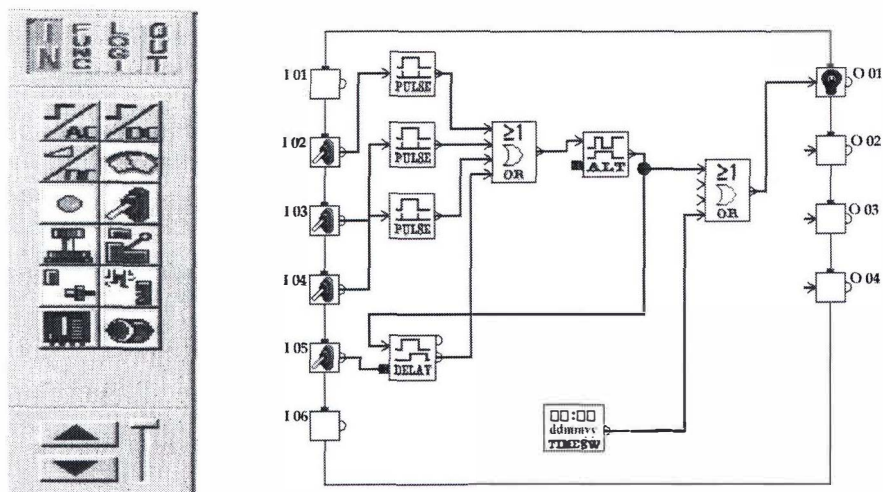 IN FUNC LOGI OUT
AC DC
DC
I 01
I 02
I 03
I 04
I 05
I 06
PULSE
PULSE
PULSE
≥1
OR
ALT
DELAY
≥1
OR
00:00
ddmmyy
TIMESW
O 01
O 02
O 03
O 04